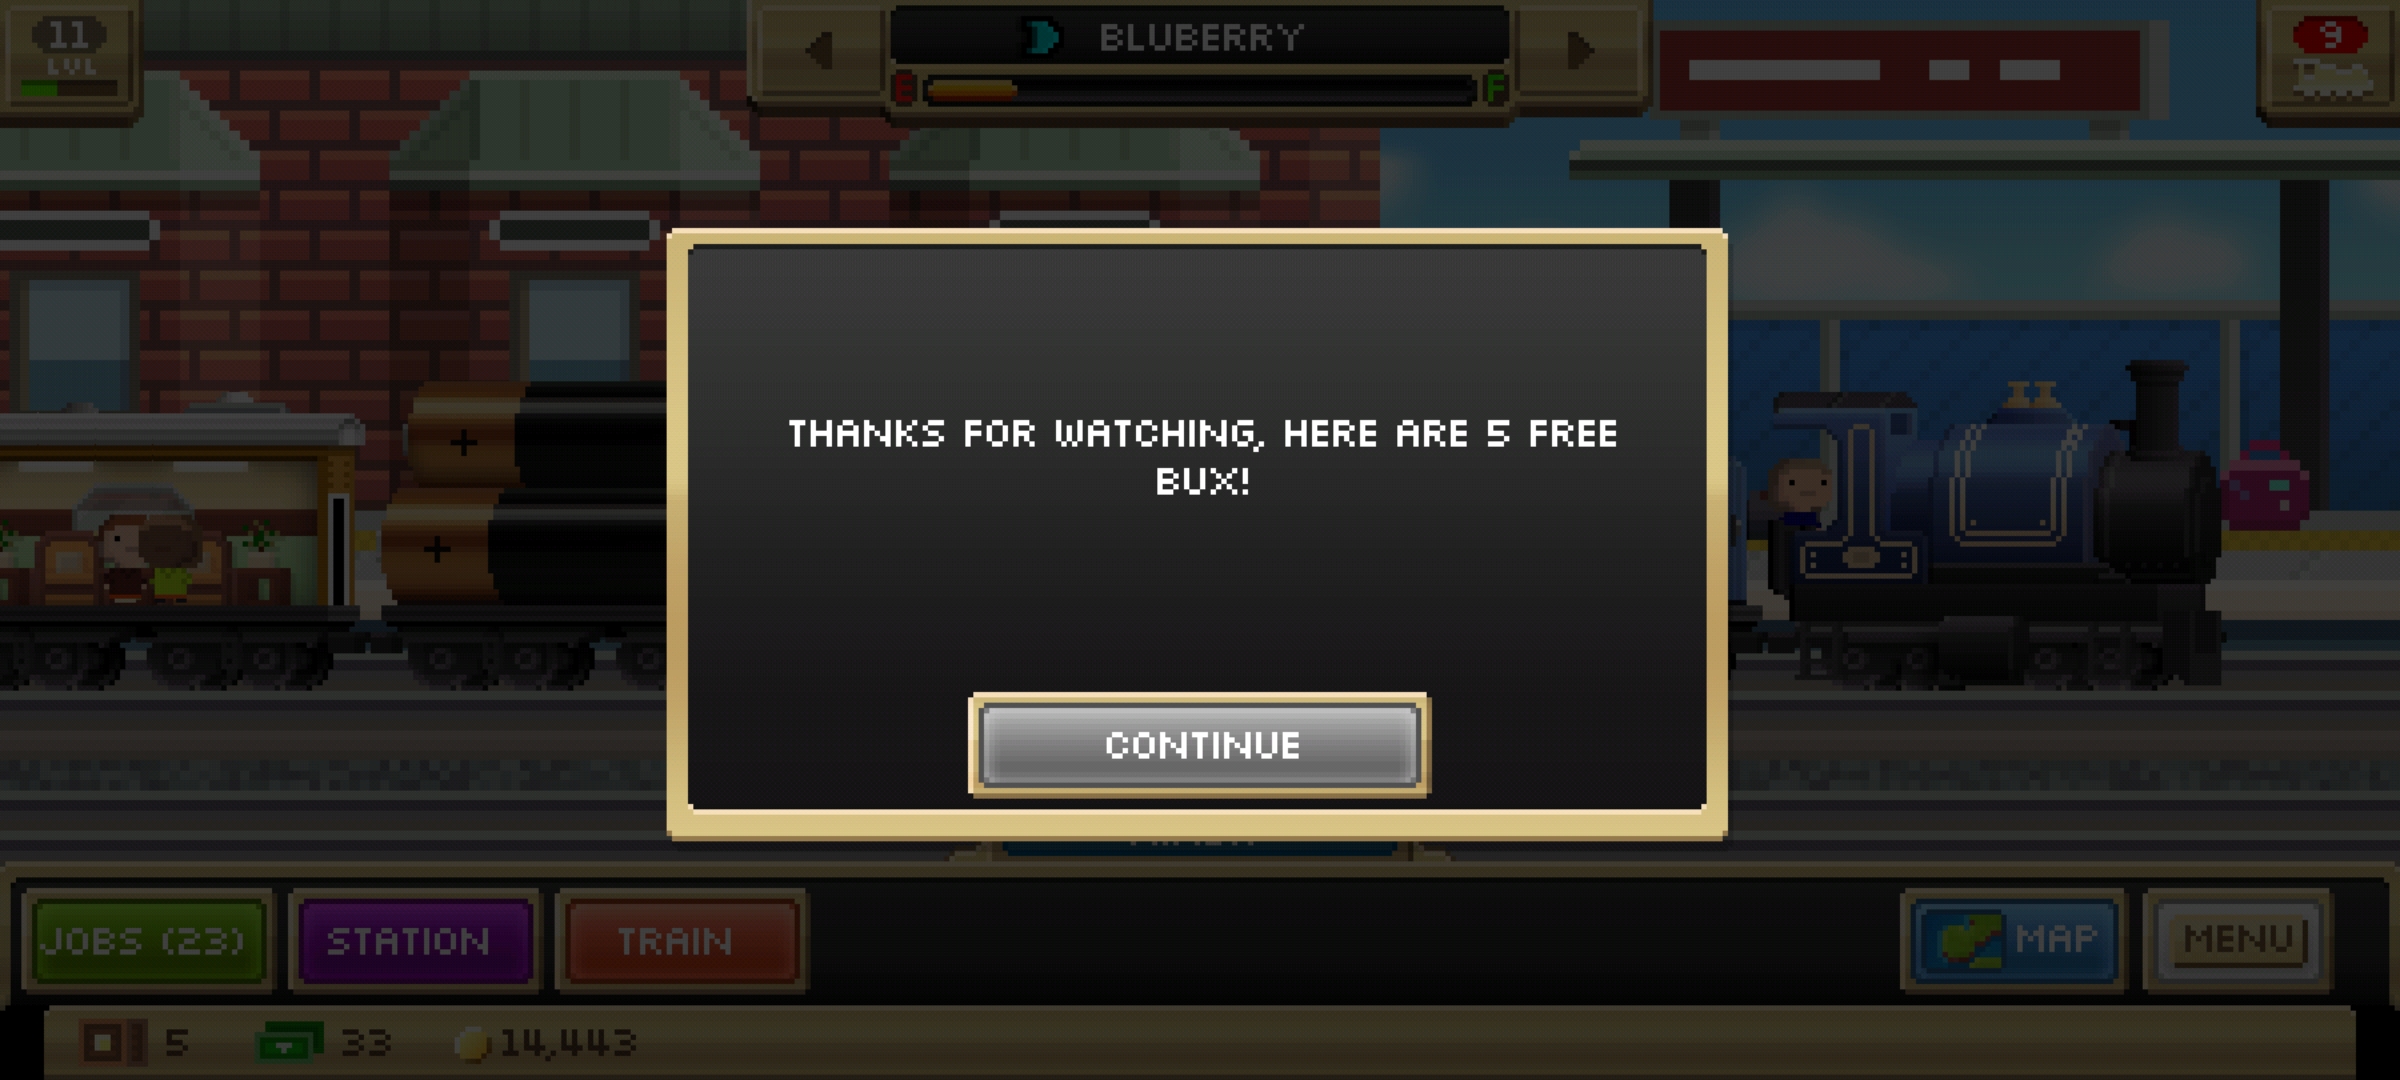 11
LVL
BLUBERRY
E
F
9
THANKS FOR WATCHING, HERE ARE 5 FREE
BUX!
CONTINUE
JOBS (23)
STATION
TRAIN
MAP
MENU
5
33
14,443